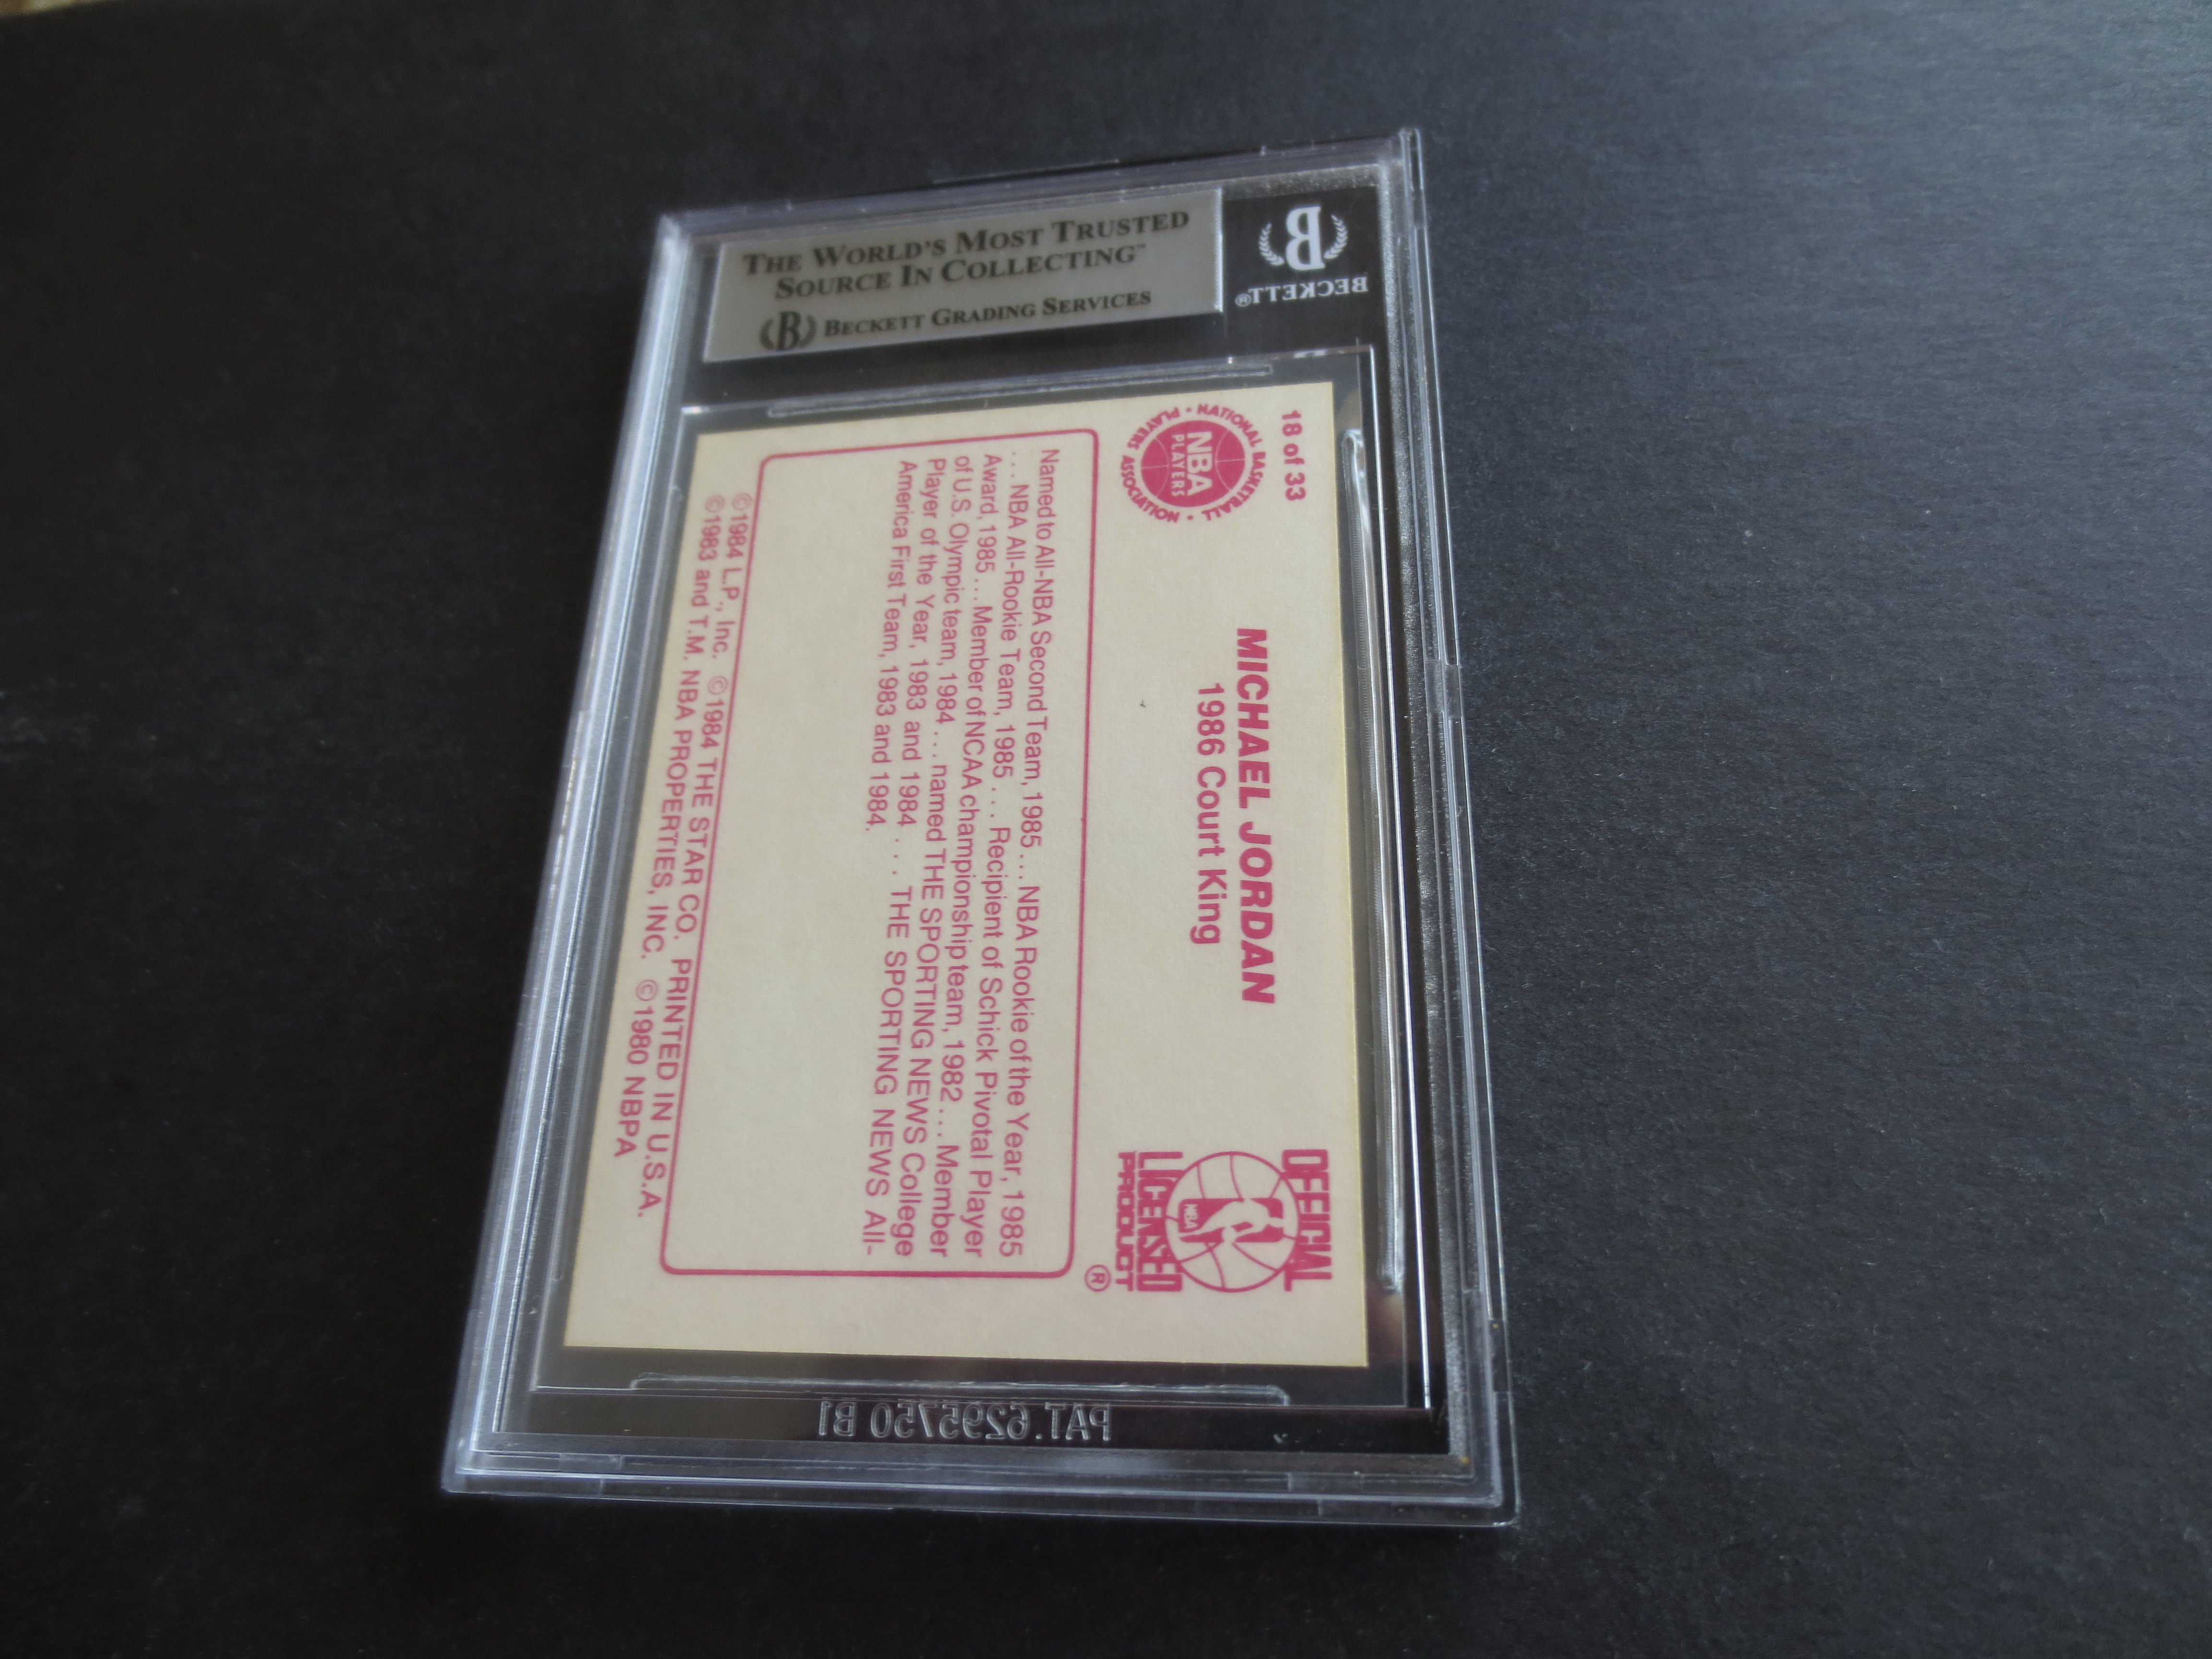 THE WORLD'S MOST TRUSTED
SOURCE IN COLLECTING™
B BECKETT GRADING SERVICES
B
BECKETT®
18 of 33
NATIONAL BASKETBALL PLAYERS ASSOCIATION
NBA
PLAYERS
MICHAEL JORDAN
1986 Court King
OFFICIAL
NBA
LICENSED
PRODUCT
®
Named to All-NBA Second Team, 1985 ... NBA Rookie of the Year, 1985
... NBA All-Rookie Team, 1985 ... Recipient of Schick Pivotal Player
Award, 1985 ... Member of NCAA championship team, 1982 ... Member
of U.S. Olympic team, 1984 ... named THE SPORTING NEWS College
Player of the Year, 1983 and 1984 ... THE SPORTING NEWS All-
America First Team, 1983 and 1984.
©1984 L.P., Inc. ©1984 THE STAR CO. PRINTED IN U.S.A.
©1983 and T.M. NBA PROPERTIES, INC. ©1980 NBPA
PAT.6295750 B1